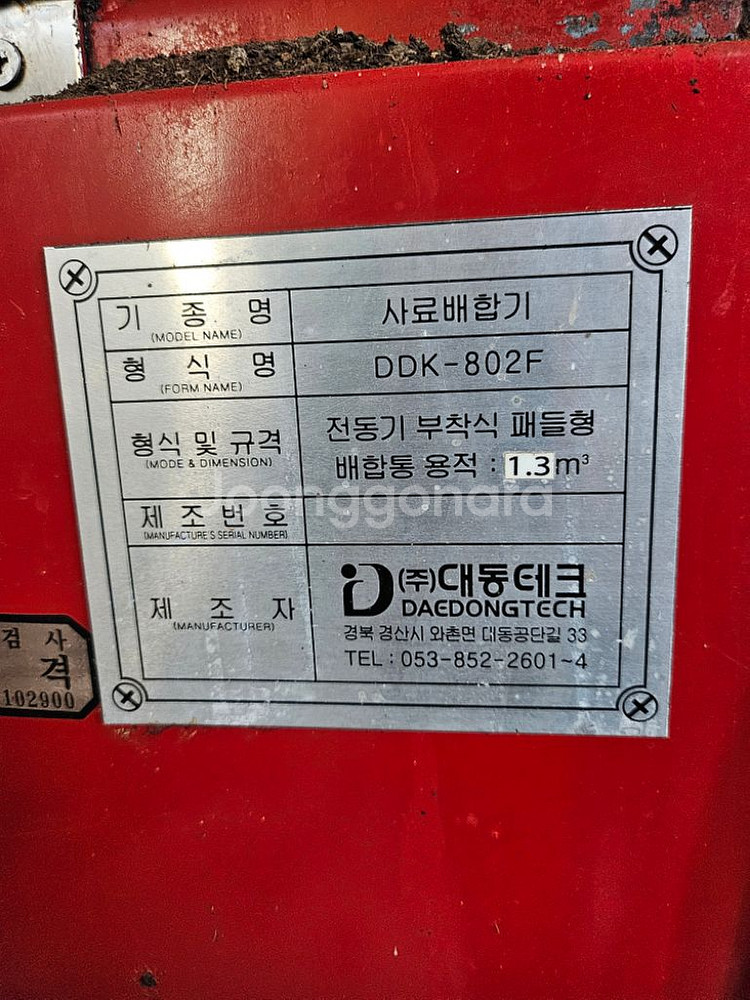 기 종 명
(MODEL NAME)
사료배합기
형 식 명
(FORM NAME)
DDK-802F
형식 및 규격
(MODE & DIMENSION)
전동기 부착식 패들형
배합통 용적 : 1.3m³
제 조 번 호
(MANUFACTURE'S SERIAL NUMBER)
제 조 자
(MANUFACTURER)
(주)대동테크
DAEDONGTECH
경북 경산시 와촌면 대동공단길 33
TEL : 053-852-2601~4
검 사
격
102900
joonggonara